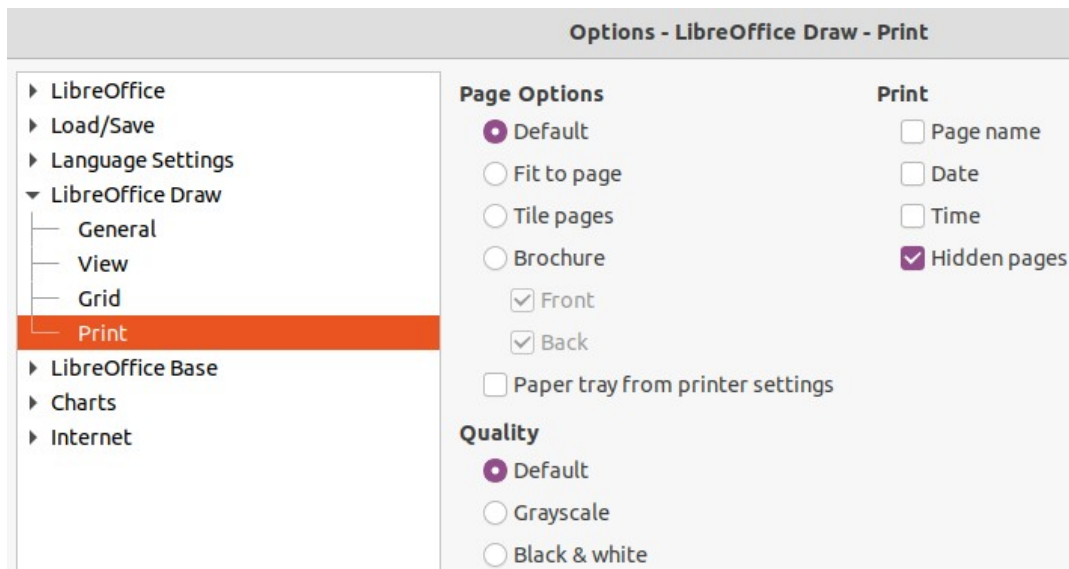 Options - LibreOffice Draw - Print
LibreOffice
Load/Save
Language Settings
LibreOffice Draw
General
View
Grid
Print
LibreOffice Base
Charts
Internet
Page Options
Default
Fit to page
Tile pages
Brochure
Front
Back
Paper tray from printer settings
Quality
Default
Grayscale
Black & white
Print
Page name
Date
Time
Hidden pages